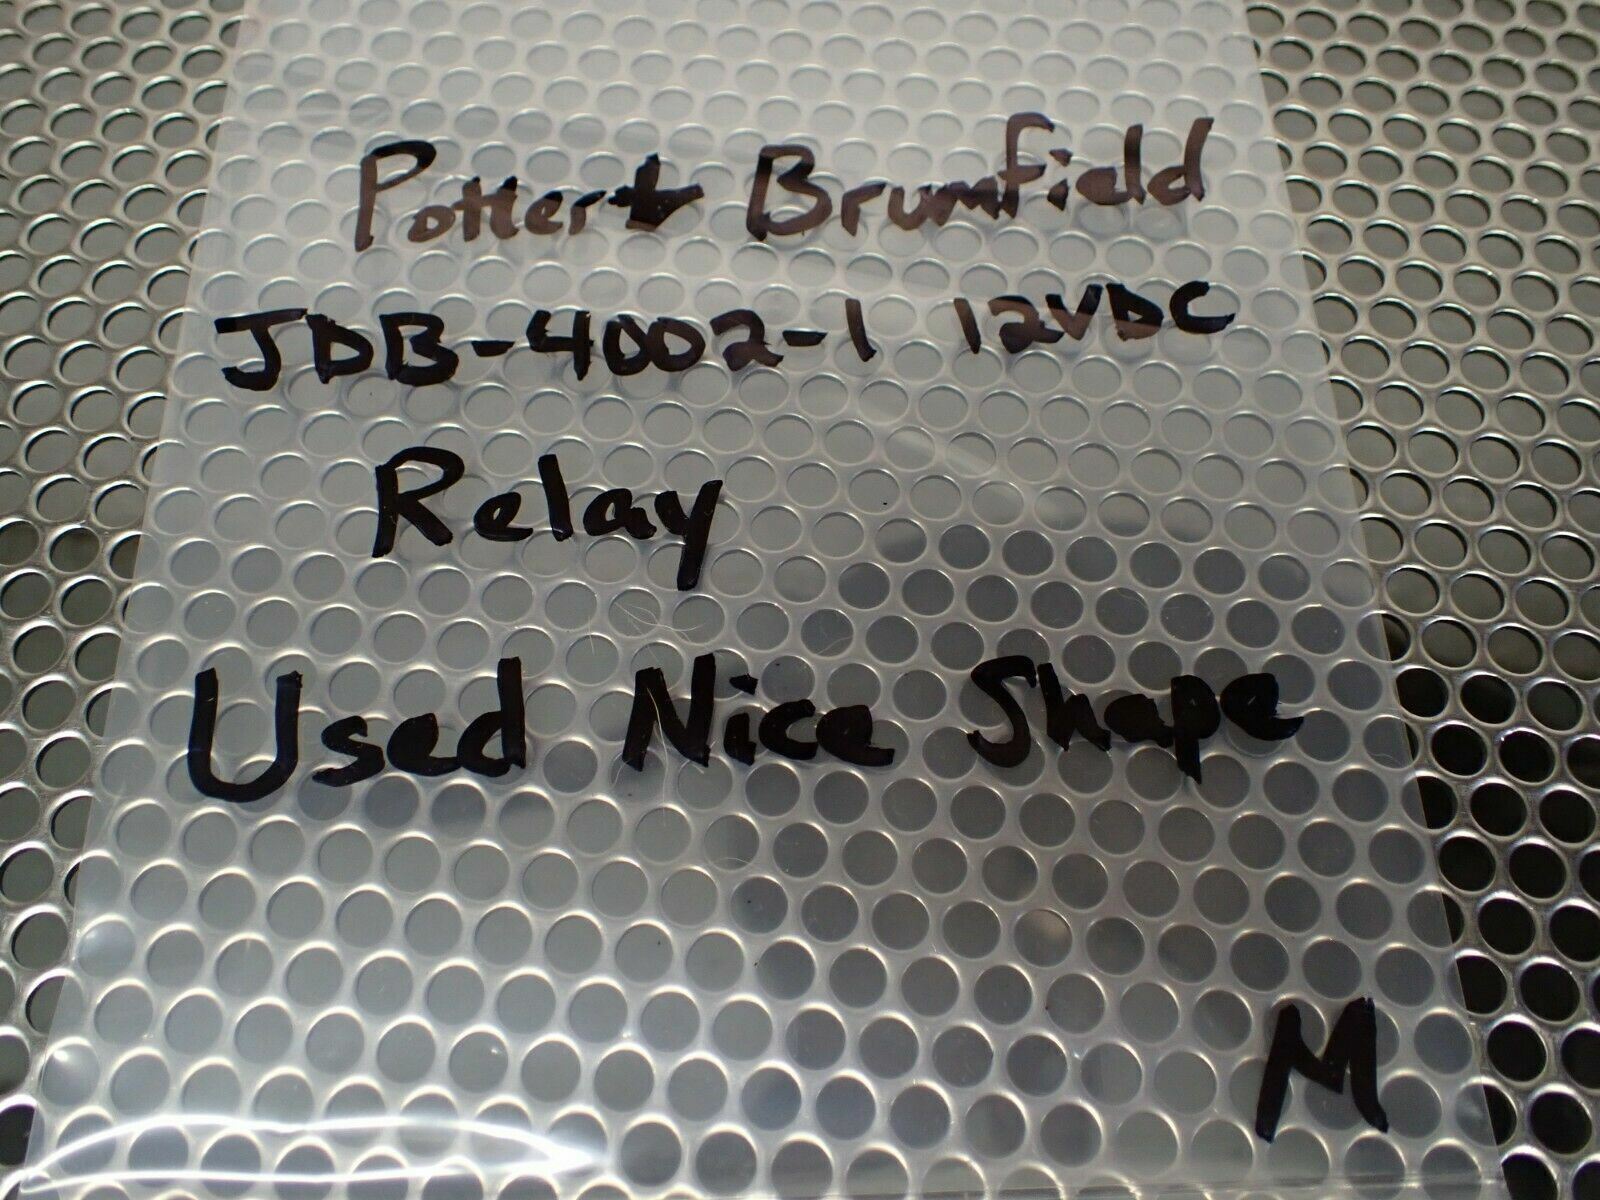 Potter + Brumfield
JDB-4002-1 12VDC
Relay
Used Nice Shape
M